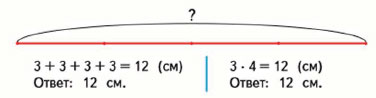 ?
3 + 3 + 3 + 3 = 12 (см)
Ответ: 12 см.
3 · 4 = 12 (см)
Ответ: 12 см.